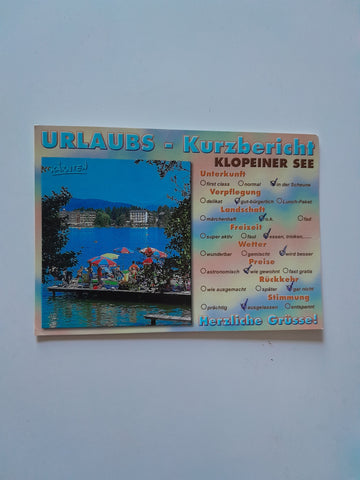 URLAUBS - Kurzbericht
KLOPEINER SEE
KÄRNTEN
Unterkunft
first class normal in der Scheune
Verpflegung
delikat gut-bürgerlich Lunch-Paket
Landschaft
märchenhaft o.k. fad
Freizeit
super aktiv faul essen, trinken,....
Wetter
wunderbar gemischt wird besser
Preise
astronomisch wie gewohnt fast gratis
Rückkehr
wie ausgemacht später gar nicht
Stimmung
prächtig ausgelassen entspannt
Herzliche Grüsse!